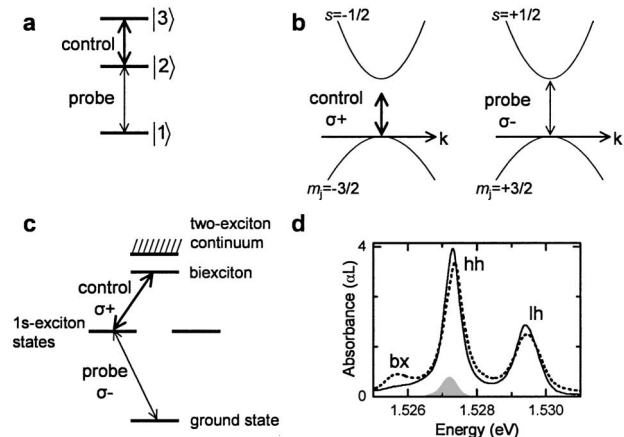 a
|3⟩
control
|2⟩
probe
|1⟩
b
s=-1/2
s=+1/2
control
σ+
probe
σ-
k
k
m_j=-3/2
m_j=+3/2
c
two-exciton
continuum
biexciton
control
σ+
1s-exciton
states
probe
σ-
ground state
d
Absorbance (αL)
4
2
0
hh
lh
bx
1.526
1.528
1.530
Energy (eV)